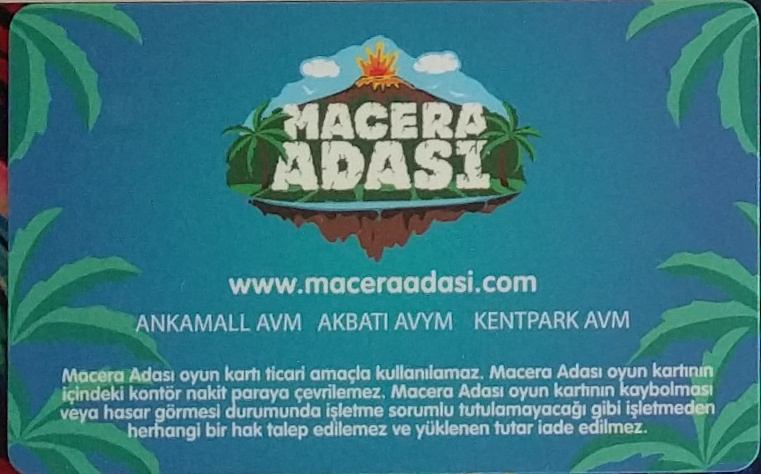 MACERA
ADASI
www.maceraadasi.com
ANKAMALL AVM AKBATI AVYM KENTPARK AVM
Macera Adası oyun kartı ticari amaçla kullanılamaz. Macera Adası oyun kartının
içindeki kontör nakit paraya çevrilemez. Macera Adası oyun kartının kaybolması
veya hasar görmesi durumunda işletme sorumlu tutulamayacağı gibi işletmeden
herhangi bir hak talep edilemez ve yüklenen tutar iade edilmez.